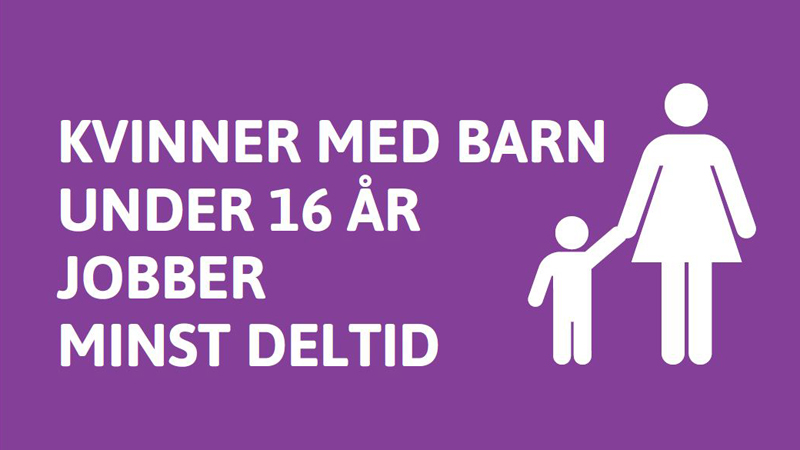 KVINNER MED BARN
UNDER 16 ÅR
JOBBER
MINST DELTID